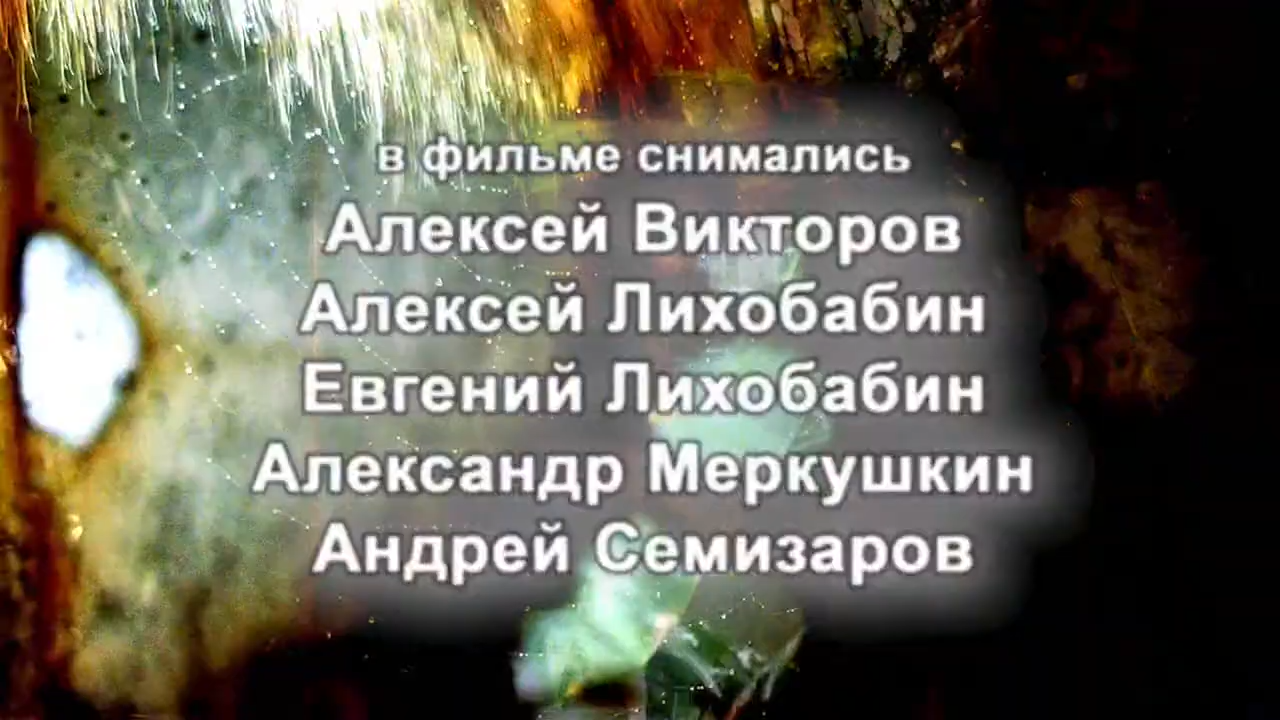 в фильме снимались
Алексей Викторов
Алексей Лихобабин
Евгений Лихобабин
Александр Меркушкин
Андрей Семизаров